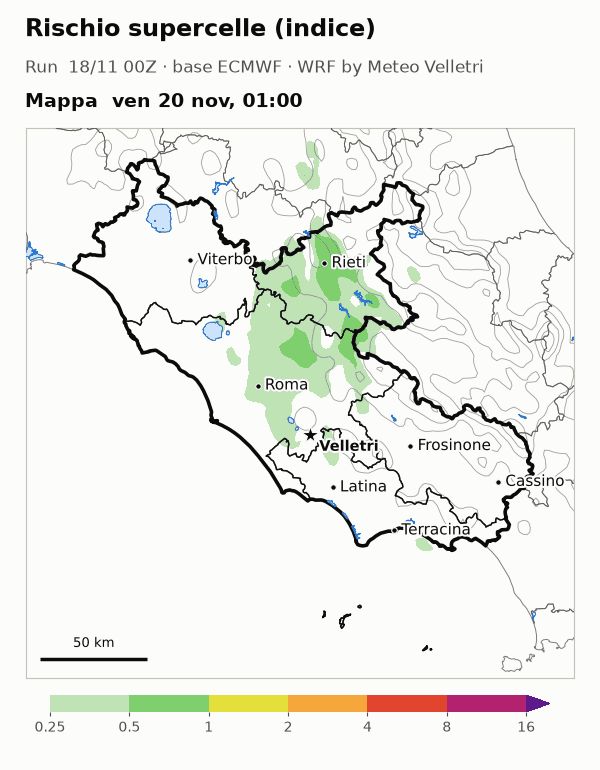 Rischio supercelle (indice)
Run  18/11 00Z · base ECMWF · WRF by Meteo Velletri
Mappa  ven 20 nov, 01:00
Rieti
Viterbo
Roma
Velletri
Frosinone
Cassino
Latina
Terracina
50 km
0.25 0.5 1 2 4 8 16